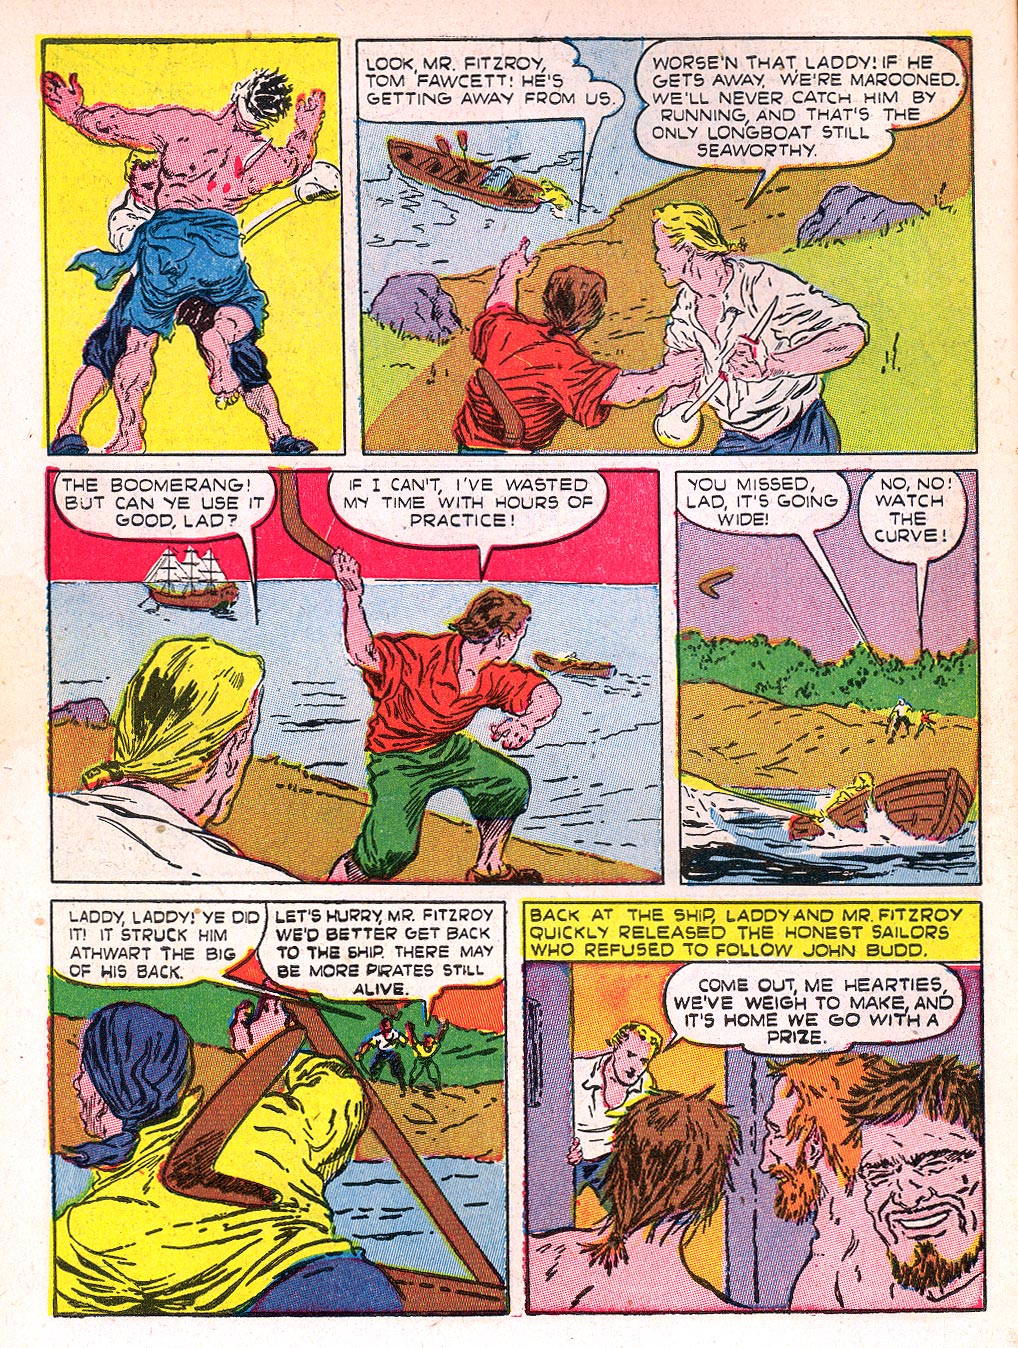 LOOK, MR. FITZROY,
TOM FAWCETT! HE'S
GETTING AWAY FROM US.
WORSE'N THAT, LADDY! IF HE
GETS AWAY, WE'RE MAROONED.
WE'LL NEVER CATCH HIM BY
RUNNING, AND THAT'S THE
ONLY LONGBOAT STILL
SEAWORTHY.
THE BOOMERANG!
BUT CAN YE USE IT
GOOD, LAD?
IF I CAN'T, I'VE WASTED
MY TIME WITH HOURS OF
PRACTICE!
YOU MISSED,
LAD, IT'S GOING
WIDE!
NO, NO!
WATCH
THE
CURVE!
LADDY, LADDY! YE DID
IT! IT STRUCK HIM
ATHWART THE BIG
OF HIS BACK.
LET'S HURRY, MR. FITZROY
WE'D BETTER GET BACK
TO THE SHIP. THERE MAY
BE MORE PIRATES STILL
ALIVE.
BACK AT THE SHIP, LADDY AND MR. FITZROY
QUICKLY RELEASED THE HONEST SAILORS
WHO REFUSED TO FOLLOW JOHN BUDD.
COME OUT, ME HEARTIES,
WE'VE WEIGH TO MAKE, AND
IT'S HOME WE GO WITH A
PRIZE.